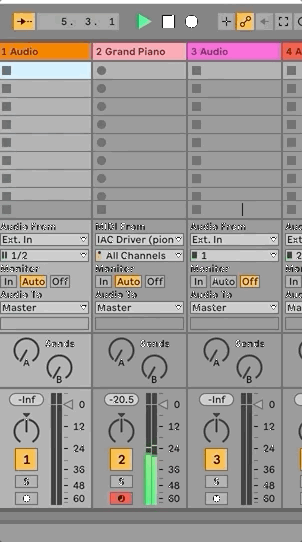 5. 3. 1
1 Audio
2 Grand Piano
3 Audio
4 A
Audio From
MIDI From
Audio From
Ext. In
IAC Driver (pion
Ext. In
1/2
All Channels
1
2
Monitor
Monitor
Monitor
In Auto Off
In Auto Off
In Auto Off
In
Audio To
Audio To
Audio To
Master
Master
Master
Sends
Sends
Sends
A
B
A
B
A
B
-Inf
-20.5
-Inf
0
12
24
36
48
60
0
12
24
36
48
60
0
12
24
36
48
60
1
2
3
S
S
S